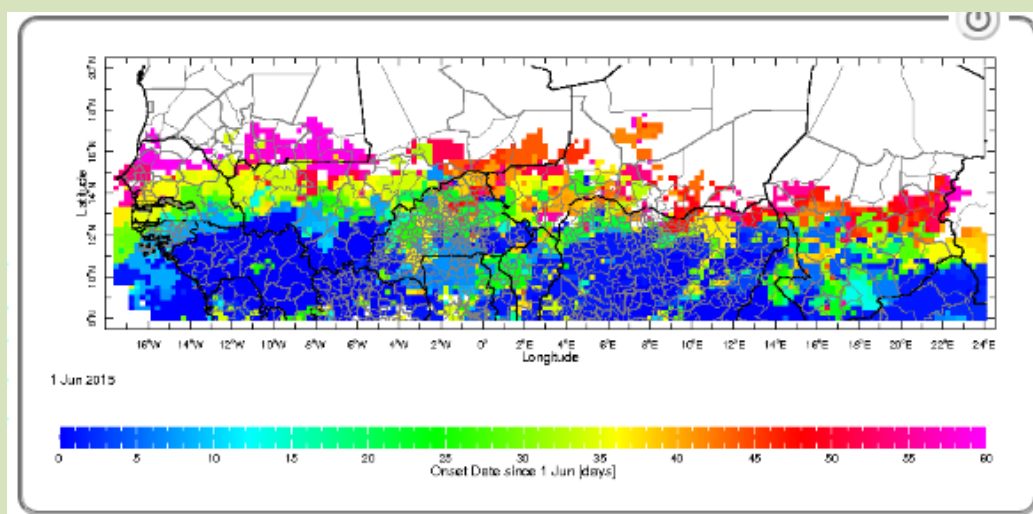 20°N
18°N
16°N
14°N
12°N
10°N
8°N
Latitude
16°W 14°W 12°W 10°W 8°W 6°W 4°W 2°W 0° 2°E 4°E 6°E 8°E 10°E 12°E 14°E 16°E 18°E 20°E 22°E 24°E
Longitude
1 Jun 2015
0 5 10 15 20 25 30 35 40 45 50 55 60
Onset Date since 1 Jun [days]